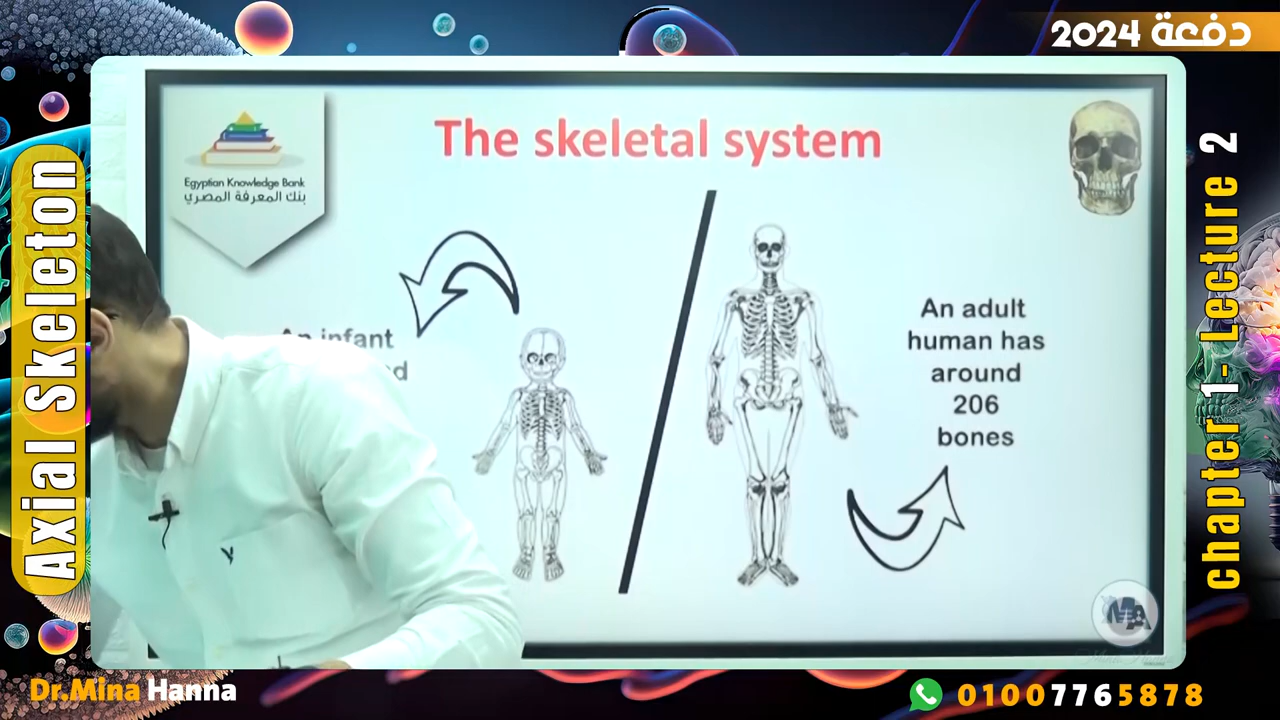 دفعة 2024
The skeletal system
Egyptian Knowledge Bank
بنك المعرفة المصري
An infant
An adult
human has
around
206
bones
MA
Axial Skeleton
chapter 1- Lecture 2
Dr.Mina Hanna
01007765878